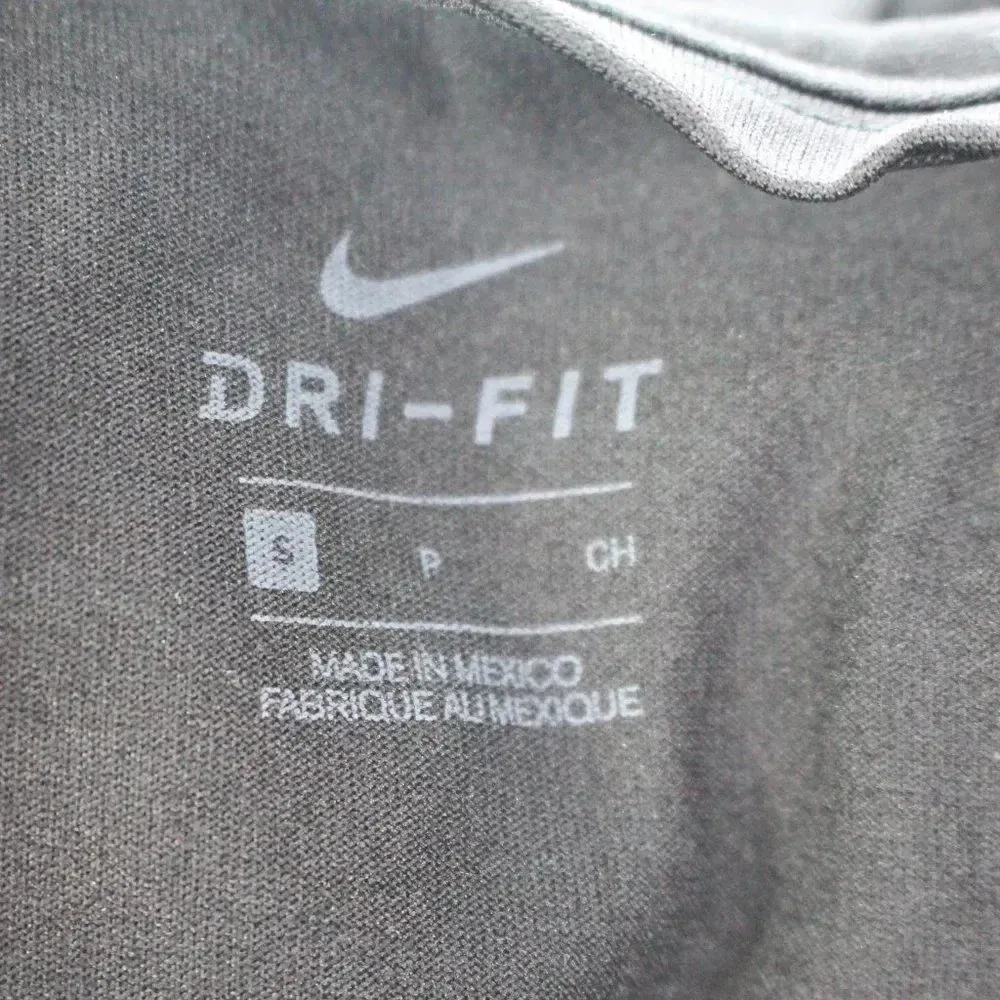 DRI-FIT
S P CH
MADE IN MEXICO
FABRIQUE AU MEXIQUE